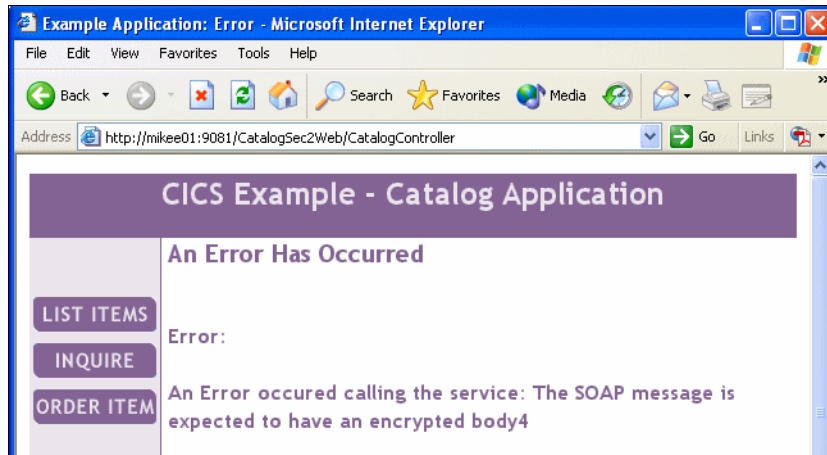 Example Application: Error - Microsoft Internet Explorer
File Edit View Favorites Tools Help
Back Search Favorites Media »
Address http://mikee01:9081/CatalogSec2Web/CatalogController Go Links
CICS Example - Catalog Application
An Error Has Occurred
LIST ITEMS
Error:
INQUIRE
An Error occured calling the service: The SOAP message is
ORDER ITEM
expected to have an encrypted body4